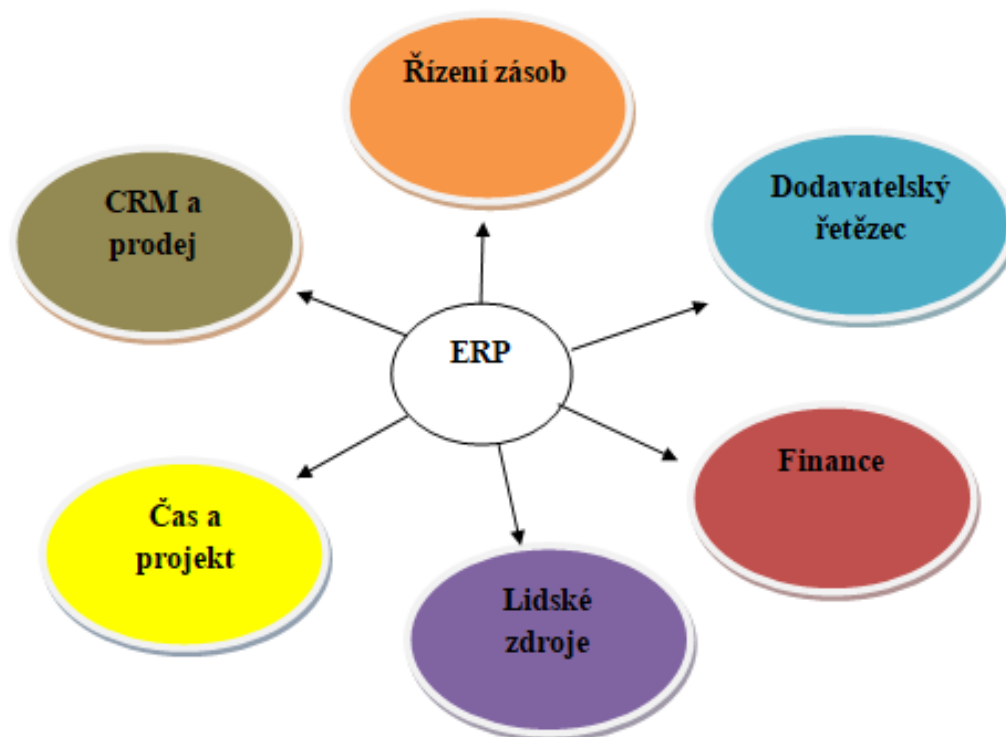 Řízení zásob
CRM a
prodej
Dodavatelský
řetězec
ERP
Finance
Čas a
projekt
Lidské
zdroje